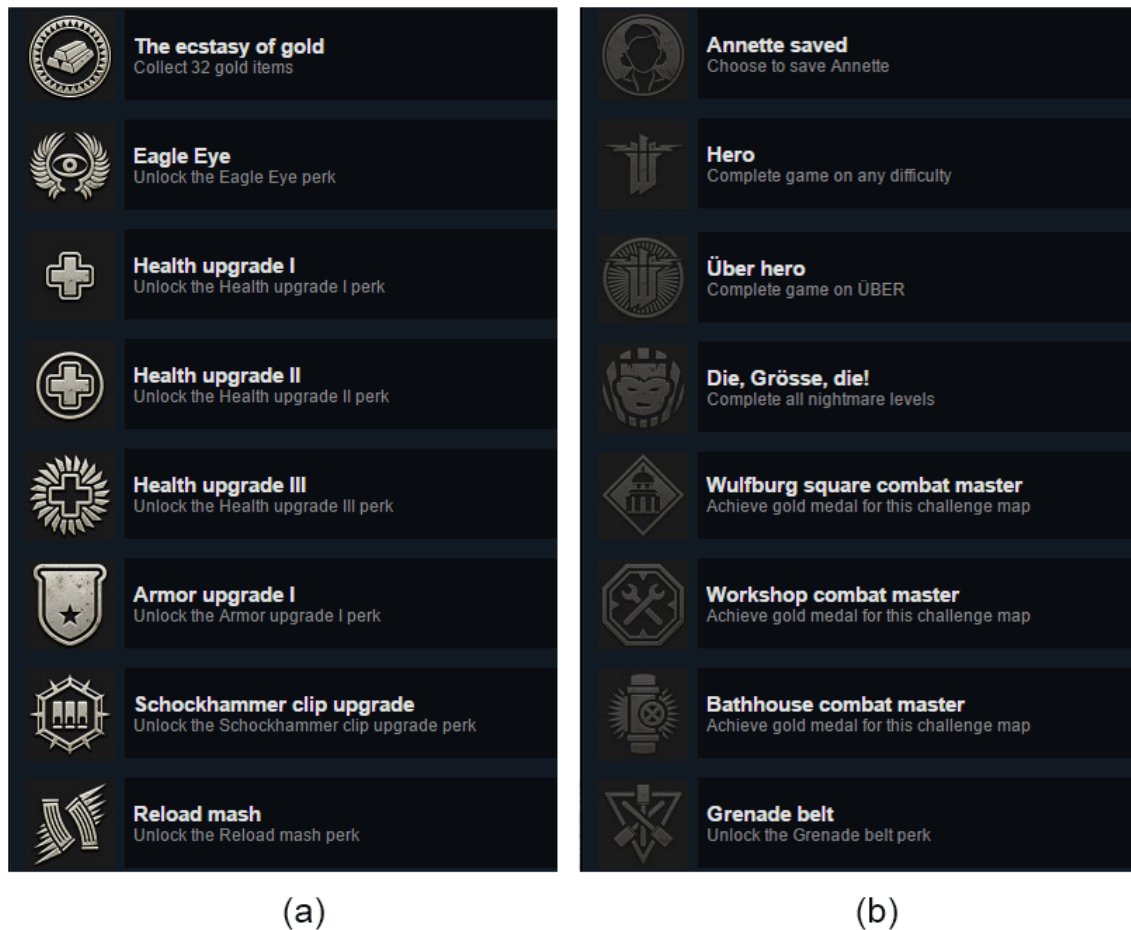 The ecstasy of gold
Collect 32 gold items
Eagle Eye
Unlock the Eagle Eye perk
Health upgrade I
Unlock the Health upgrade I perk
Health upgrade II
Unlock the Health upgrade II perk
Health upgrade III
Unlock the Health upgrade III perk
Armor upgrade I
Unlock the Armor upgrade I perk
Schockhammer clip upgrade
Unlock the Schockhammer clip upgrade perk
Reload mash
Unlock the Reload mash perk
(a)
Annette saved
Choose to save Annette
Hero
Complete game on any difficulty
Über hero
Complete game on ÜBER
Die, Grösse, die!
Complete all nightmare levels
Wulfburg square combat master
Achieve gold medal for this challenge map
Workshop combat master
Achieve gold medal for this challenge map
Bathhouse combat master
Achieve gold medal for this challenge map
Grenade belt
Unlock the Grenade belt perk
(b)